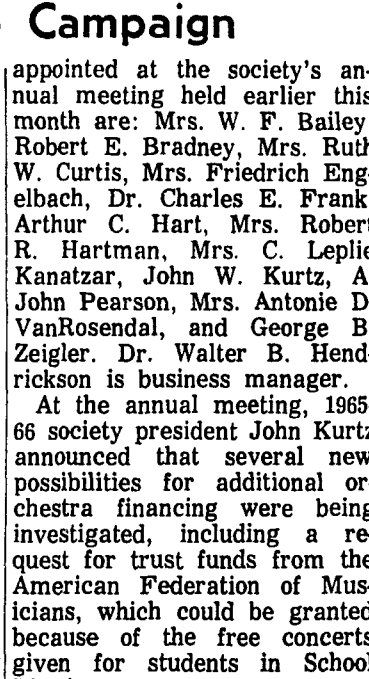 Campaign
appointed at the society's an-
nual meeting held earlier this
month are: Mrs. W. F. Bailey
Robert E. Bradney, Mrs. Ruth
W. Curtis, Mrs. Friedrich Eng-
elbach, Dr. Charles E. Frank
Arthur C. Hart, Mrs. Robert
R. Hartman, Mrs. C. Leplie
Kanatzar, John W. Kurtz, A
John Pearson, Mrs. Antonie D
VanRosendal, and George B
Zeigler. Dr. Walter B. Hend-
rickson is business manager.
At the annual meeting, 1965-
66 society president John Kurtz
announced that several new
possibilities for additional or-
chestra financing were being
investigated, including a re-
quest for trust funds from the
American Federation of Mus-
icians, which could be granted
because of the free concerts
given for students in School